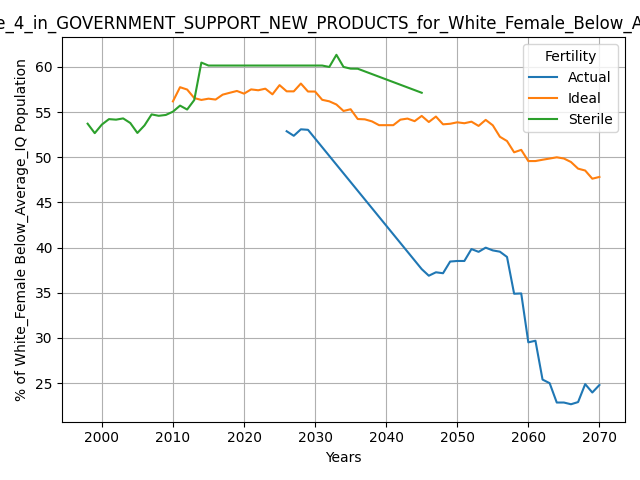 e_4_in_GOVERNMENT_SUPPORT_NEW_PRODUCTS_for_White_Female_Below_A
Fertility
Actual
Ideal
Sterile
% of White_Female Below_Average_IQ Population
60
55
50
45
40
35
30
25
2000
2010
2020
2030
2040
2050
2060
2070
Years